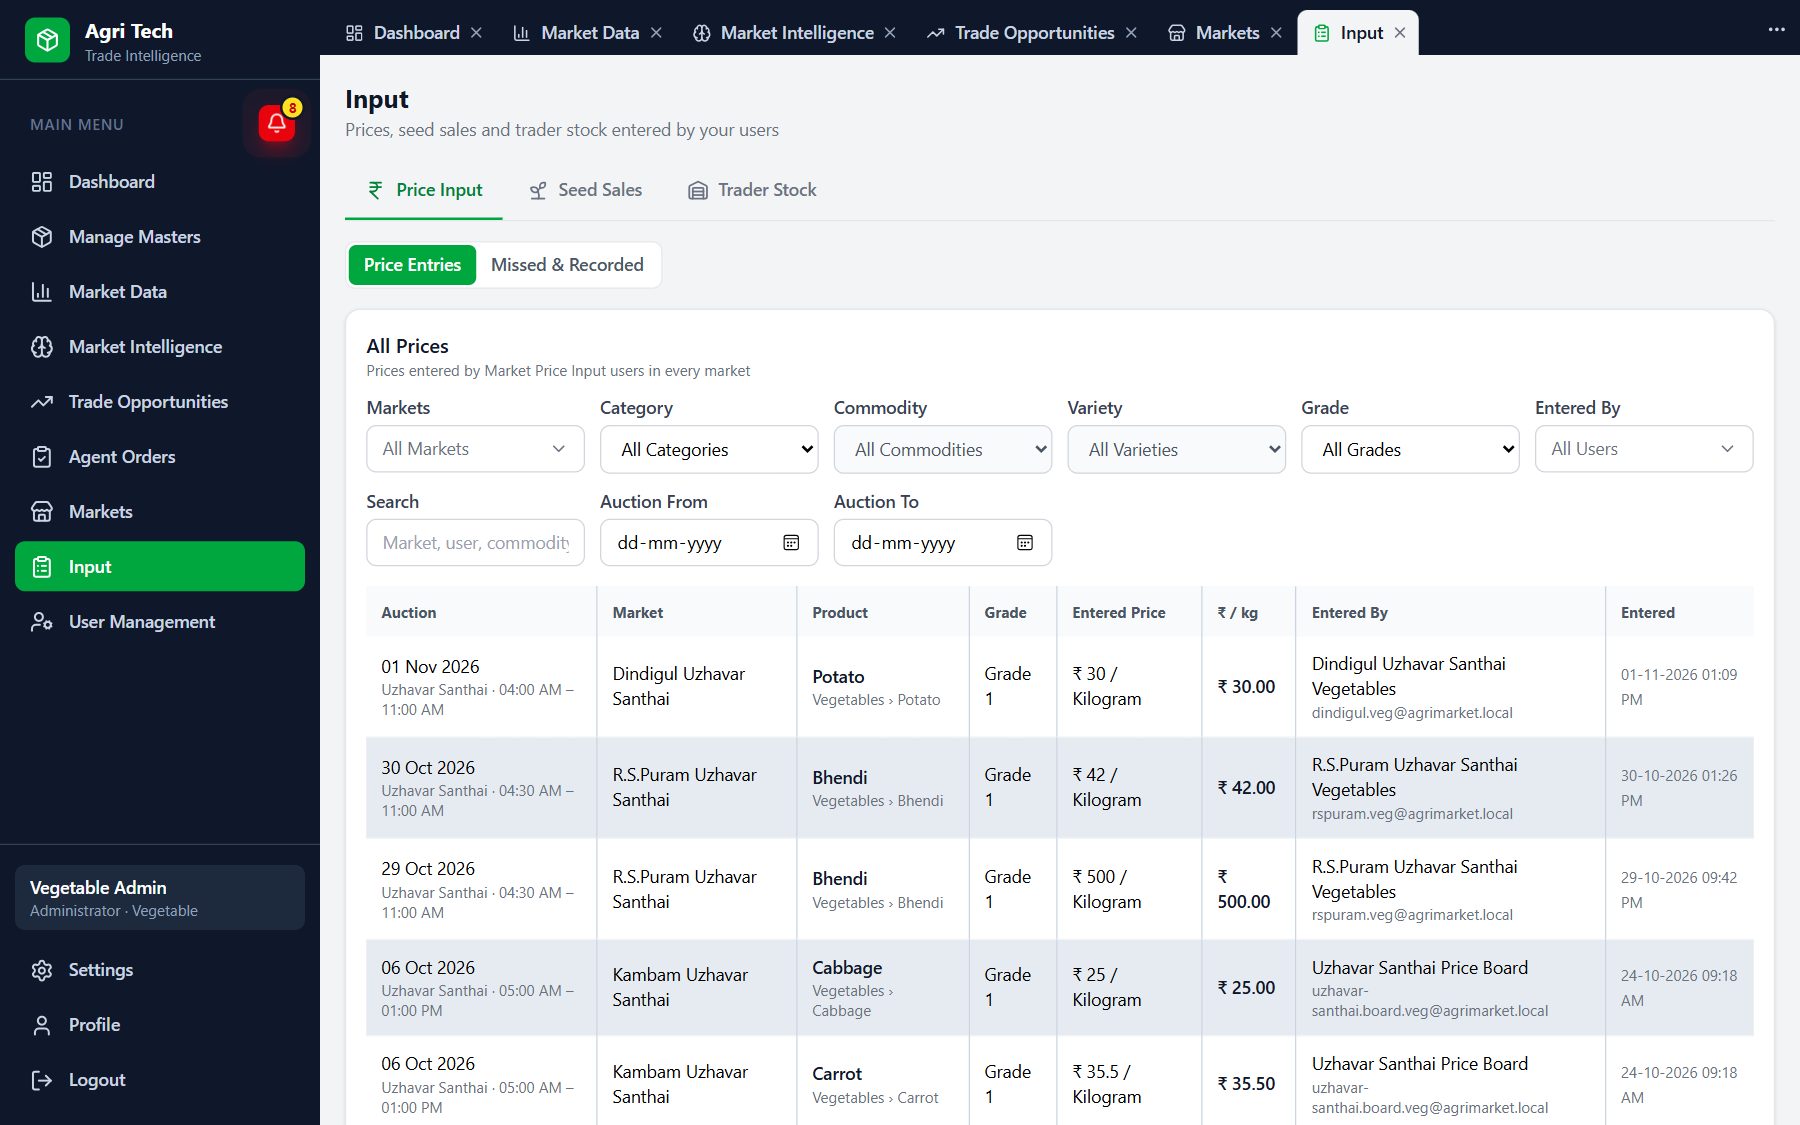 Agri Tech
Trade Intelligence
MAIN MENU
8
Dashboard
Manage Masters
Market Data
Market Intelligence
Trade Opportunities
Agent Orders
Markets
Input
User Management
Vegetable Admin
Administrator · Vegetable
Settings
Profile
Logout
Dashboard × Market Data × Market Intelligence × Trade Opportunities × Markets × Input ×
Input
Prices, seed sales and trader stock entered by your users
₹ Price Input Seed Sales Trader Stock
Price Entries Missed & Recorded
All Prices
Prices entered by Market Price Input users in every market
Markets Category Commodity Variety Grade Entered By
All Markets All Categories All Commodities All Varieties All Grades All Users
Search Auction From Auction To
Market, user, commodity dd-mm-yyyy dd-mm-yyyy
Auction Market Product Grade Entered Price ₹ / kg Entered By Entered
01 Nov 2026
Uzhavar Santhai · 04:00 AM –
11:00 AM
Dindigul Uzhavar
Santhai
Potato
Vegetables › Potato
Grade
1
₹ 30 /
Kilogram
₹ 30.00
Dindigul Uzhavar Santhai
Vegetables
dindigul.veg@agrimarket.local
01-11-2026 01:09
PM
30 Oct 2026
Uzhavar Santhai · 04:30 AM –
11:00 AM
R.S.Puram Uzhavar
Santhai
Bhendi
Vegetables › Bhendi
Grade
1
₹ 42 /
Kilogram
₹ 42.00
R.S.Puram Uzhavar Santhai
Vegetables
rspuram.veg@agrimarket.local
30-10-2026 01:26
PM
29 Oct 2026
Uzhavar Santhai · 04:30 AM –
11:00 AM
R.S.Puram Uzhavar
Santhai
Bhendi
Vegetables › Bhendi
Grade
1
₹ 500 /
Kilogram
₹
500.00
R.S.Puram Uzhavar Santhai
Vegetables
rspuram.veg@agrimarket.local
29-10-2026 09:42
PM
06 Oct 2026
Uzhavar Santhai · 05:00 AM –
01:00 PM
Kambam Uzhavar
Santhai
Cabbage
Vegetables ›
Cabbage
Grade
1
₹ 25 /
Kilogram
₹ 25.00
Uzhavar Santhai Price Board
uzhavar-
santhai.board.veg@agrimarket.local
24-10-2026 09:18
AM
06 Oct 2026
Uzhavar Santhai · 05:00 AM –
01:00 PM
Kambam Uzhavar
Santhai
Carrot
Vegetables › Carrot
Grade
1
₹ 35.5 /
Kilogram
₹ 35.50
Uzhavar Santhai Price Board
uzhavar-
santhai.board.veg@agrimarket.local
24-10-2026 09:18
AM